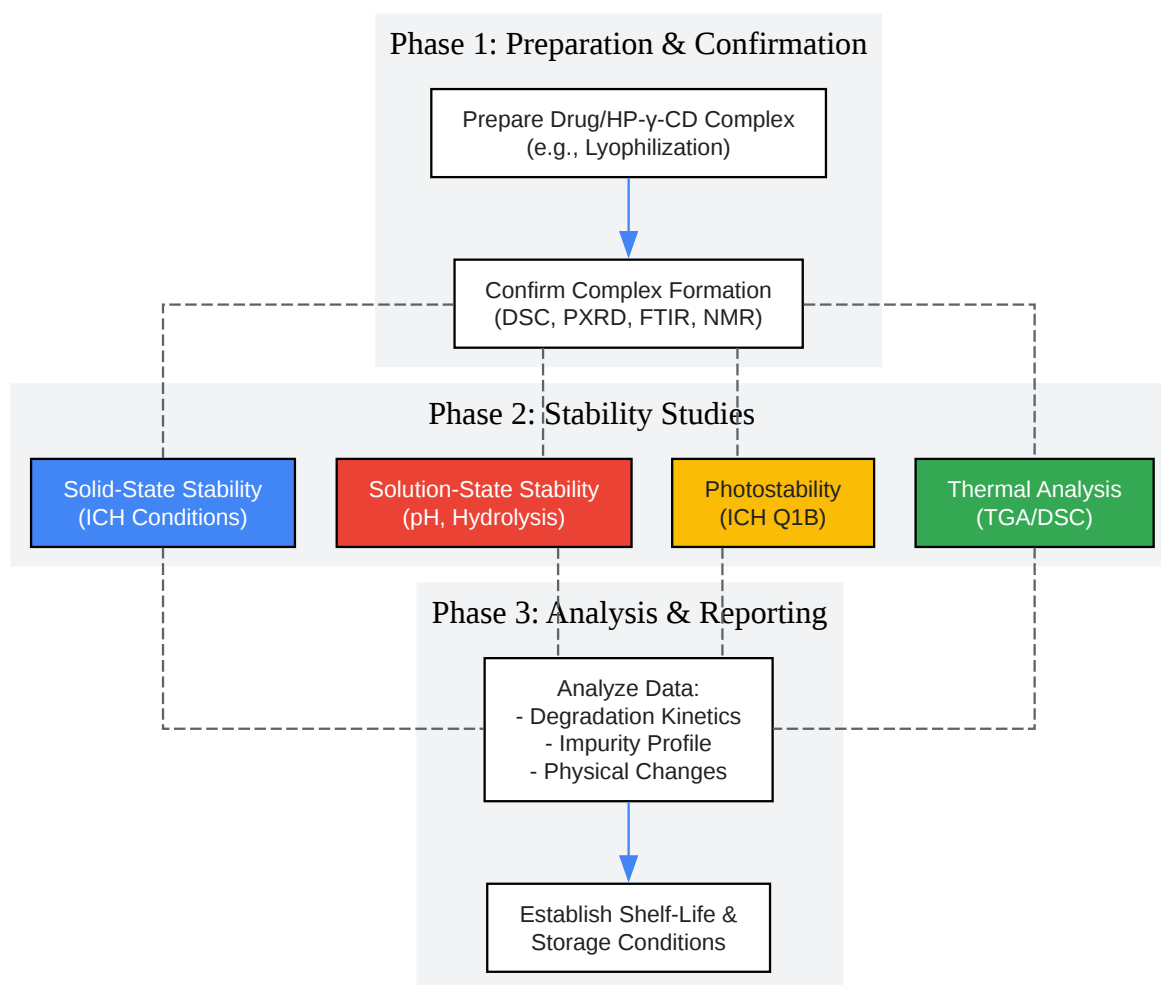 Phase 1: Preparation & Confirmation
Prepare Drug/HP-γ-CD Complex
(e.g., Lyophilization)
Confirm Complex Formation
(DSC, PXRD, FTIR, NMR)
Phase 2: Stability Studies
Solid-State Stability
(ICH Conditions)
Solution-State Stability
(pH, Hydrolysis)
Photostability
(ICH Q1B)
Thermal Analysis
(TGA/DSC)
Phase 3: Analysis & Reporting
Analyze Data:
- Degradation Kinetics
- Impurity Profile
- Physical Changes
Establish Shelf-Life &
Storage Conditions